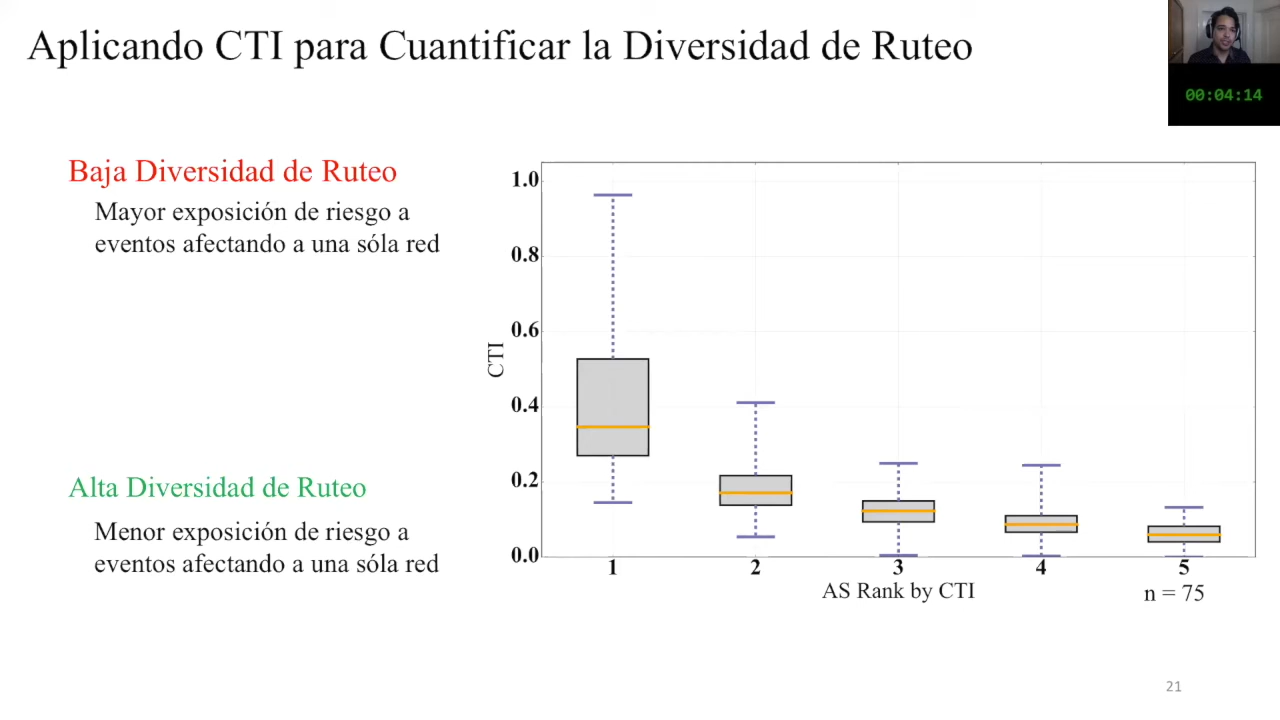 Aplicando CTI para Cuantificar la Diversidad de Ruteo
00:04:14
Baja Diversidad de Ruteo
Mayor exposición de riesgo a
eventos afectando a una sóla red
Alta Diversidad de Ruteo
Menor exposición de riesgo a
eventos afectando a una sóla red
CTI
1.0
0.8
0.6
0.4
0.2
0.0
1 2 3 4 5
AS Rank by CTI
n = 75
21